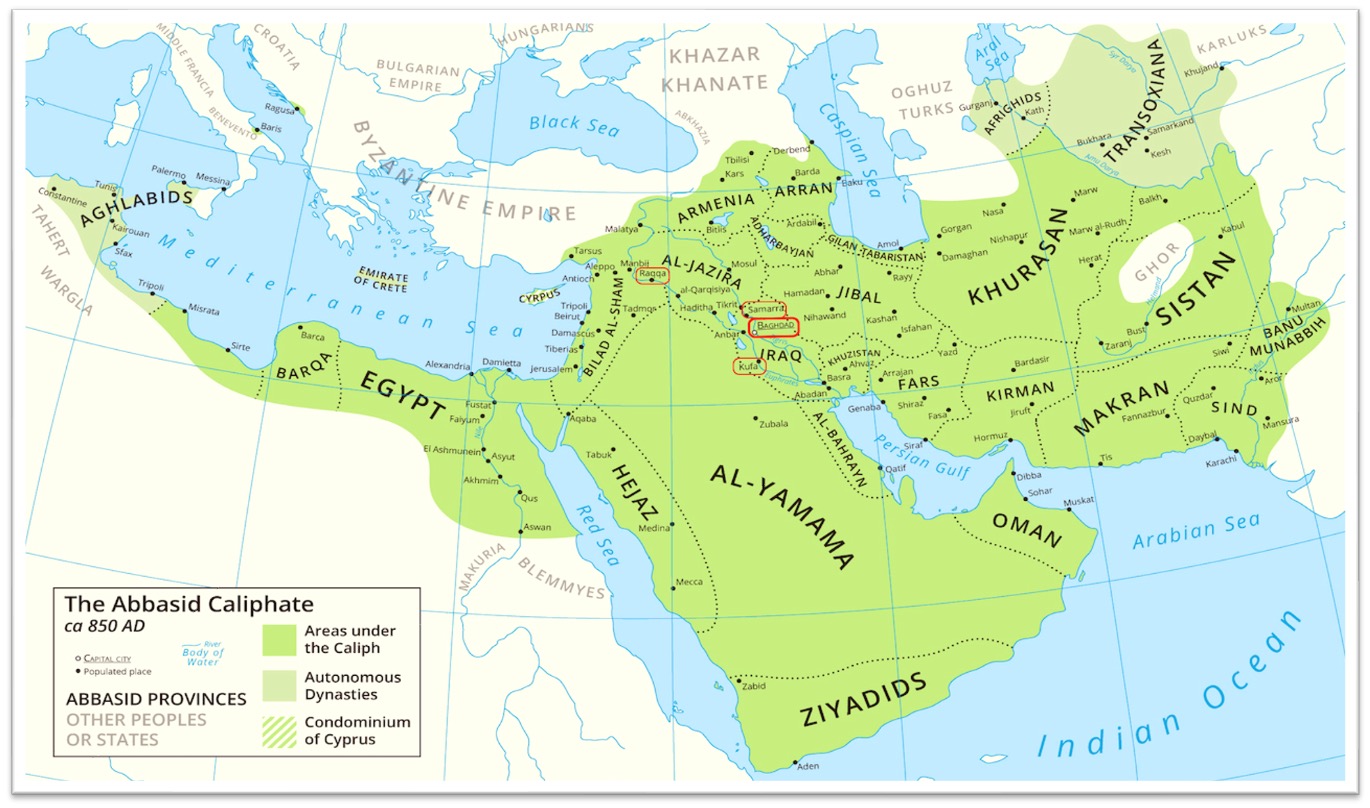 HUNGARIANS
CROATIA
MIDDLE FRANCIA
BENEVENTO
BULGARIAN
EMPIRE
KHAZAR
KHANATE
ABKHAZIA
OGHUZ
TURKS
KARLUKS
Aral
Sea
Syr Darya
Khujand
Gurganj
AFRIGHIDS
Kath
TRANSOXIANA
Bukhara
Samarkand
Kesh
Amu Darya
Ragusa
Baris
Black Sea
Caspian Sea
BYZANTINE EMPIRE
Palermo
Messina
Tunis
Constantine
AGHLABIDS
Kairouan
Sfax
TAHERT
WARGLA
Mediterranean Sea
EMIRATE
OF CRETE
CYRPUS
Tripoli
Misrata
Sirte
Barca
BARQA
EGYPT
Alexandria
Damietta
Fustat
Faiyum
Nile
El Ashmunein
Asyut
Akhmim
Qus
Aswan
MAKURIA
BLEMMYES
Red Sea
Tbilisi
Kars
Derbend
Barda
ARRAN
Baku
ARMENIA
Bitlis
Malatya
ADHARBAYJAN
Ardabil
GILAN
TABARISTAN
Amol
Tarsus
Aleppo
Manbij
Antioch
Raqqa
AL-JAZIRA
Mosul
al-Qarqisiya
Haditha
Tikrit
Samarra
BAGHDAD
Anbar
IRAQ
Kufa
Tigris
Euphrates
Tadmor
Tripoli
Beirut
Damascus
Tiberias
Jerusalem
BILAD AL-SHAM
Abhar
Rayy
Hamadan
JIBAL
Nihawand
Kashan
Isfahan
KHUZISTAN
Ahvaz
Basra
Abadan
Arrajan
FARS
Genaba
Shiraz
Fasa
Siraf
Yazd
Gorgan
Damaghan
Nasa
Nishapur
KHURASAN
Marw
Marw al-Rudh
Balkh
Herat
GHOR
Kabul
Helmand
SISTAN
Bust
Zaranj
Bardasir
KIRMAN
Jiruft
Hormuz
MAKRAN
Fannazbur
Quzdar
Tis
Siwi
Multan
BANU
MUNABBIH
Aror
SIND
Mansura
Daybal
Karachi
Aqaba
Tabuk
HEJAZ
Medina
Mecca
Zubala
AL-YAMAMA
AL-BAHRAYN
Qatif
Persian Gulf
Dibba
Sohar
Muskat
OMAN
Arabian Sea
Zabid
ZIYADIDS
Aden
Indian Ocean
The Abbasid Caliphate
ca 850 AD
CAPITAL CITY
Populated place
River
Body of
Water
ABBASID PROVINCES
OTHER PEOPLES
OR STATES
Areas under
the Caliph
Autonomous
Dynasties
Condominium
of Cyprus